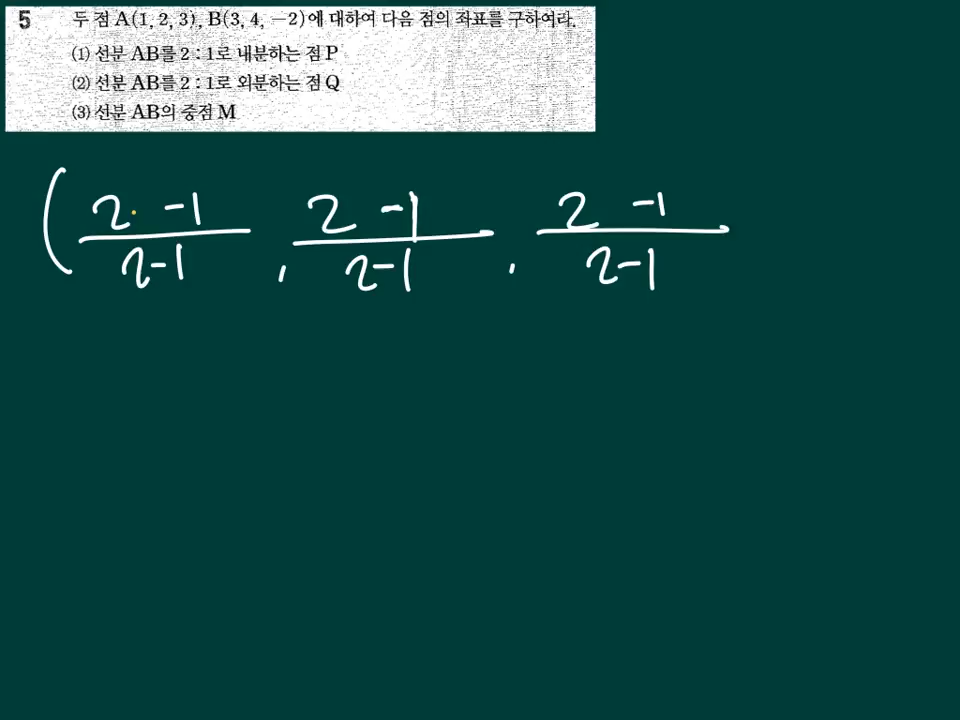 5 두 점 A(1, 2, 3), B(3, 4, −2)에 대하여 다음 점의 좌표를 구하여라.
(1) 선분 AB를 2 : 1로 내분하는 점 P
(2) 선분 AB를 2 : 1로 외분하는 점 Q
(3) 선분 AB의 중점 M
( 2· -1 2 -1 2 -1
2-1 , 2-1 , 2-1